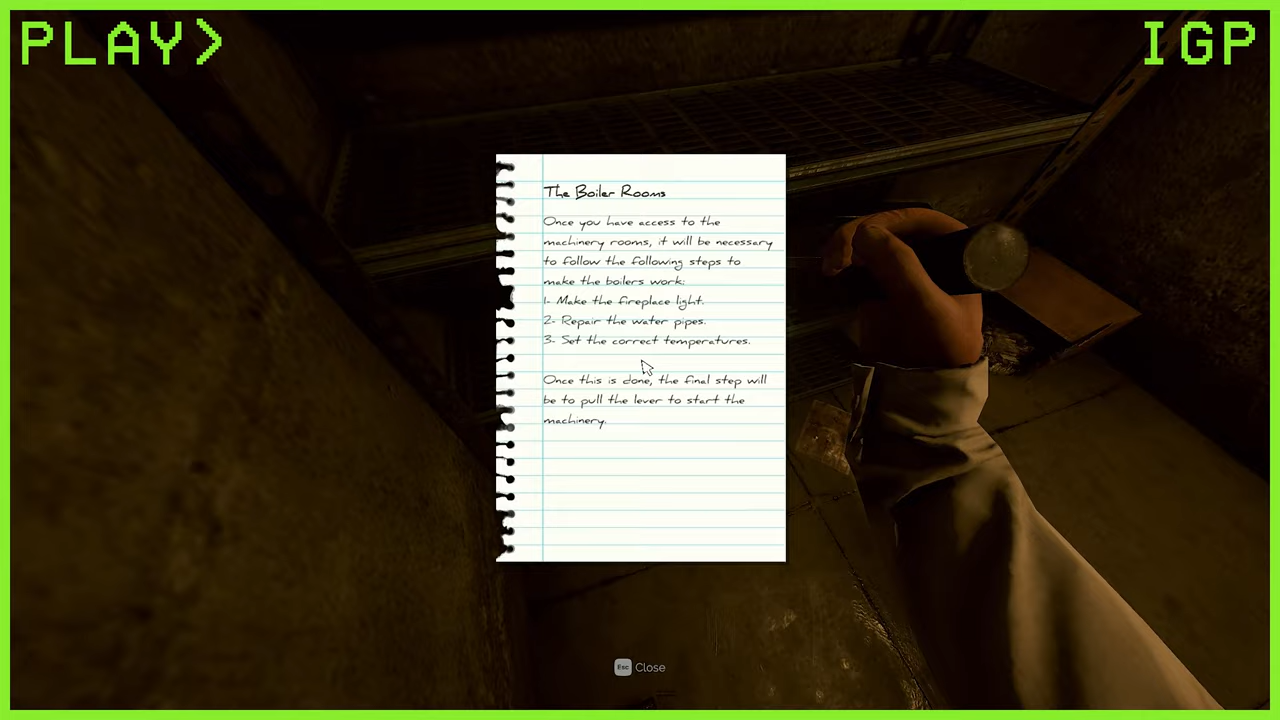 PLAY> IGP
The Boiler Rooms
Once you have access to the
machinery rooms, it will be necessary
to follow the following steps to
make the boilers work:
1- Make the fireplace light.
2- Repair the water pipes.
3- Set the correct temperatures.
Once this is done, the final step will
be to pull the lever to start the
machinery.
Esc Close